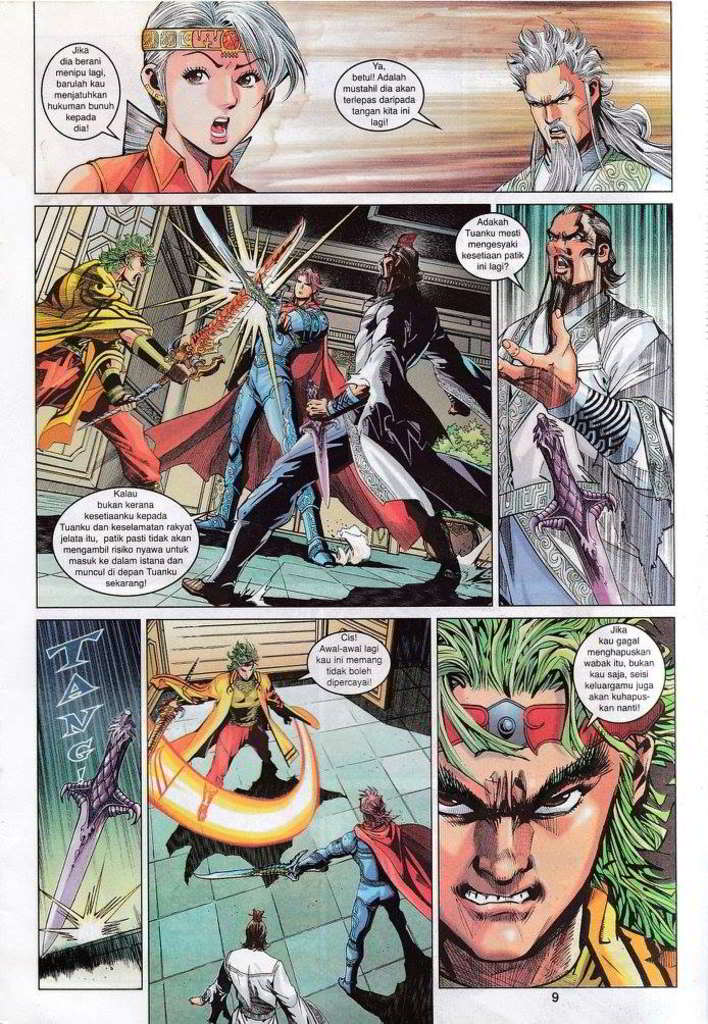 Jika
dia berani
menipu lagi,
barulah kau
menjatuhkan
hukuman bunuh
kepada
dia!
Ya,
betul! Adalah
mustahil dia akan
terlepas daripada
tangan kita ini
lagi!
Adakah
Tuanku mesti
mengesyaki
kesetiaan patik
ini lagi?
Kalau
bukan kerana
kesetiaanku kepada
Tuanku dan keselamatan rakyat
jelata itu, patik pasti tidak akan
mengambil risiko nyawa untuk
masuk ke dalam istana dan
muncul di depan Tuanku
sekarang!
TANG!
Cis!
Awal-awal lagi
kau ini memang
tidak boleh
dipercayai!
Jika
kau gagal
menghapuskan
wabak itu, bukan
kau saja, seisi
keluargamu juga
akan kuhapus-
kan nanti!
9